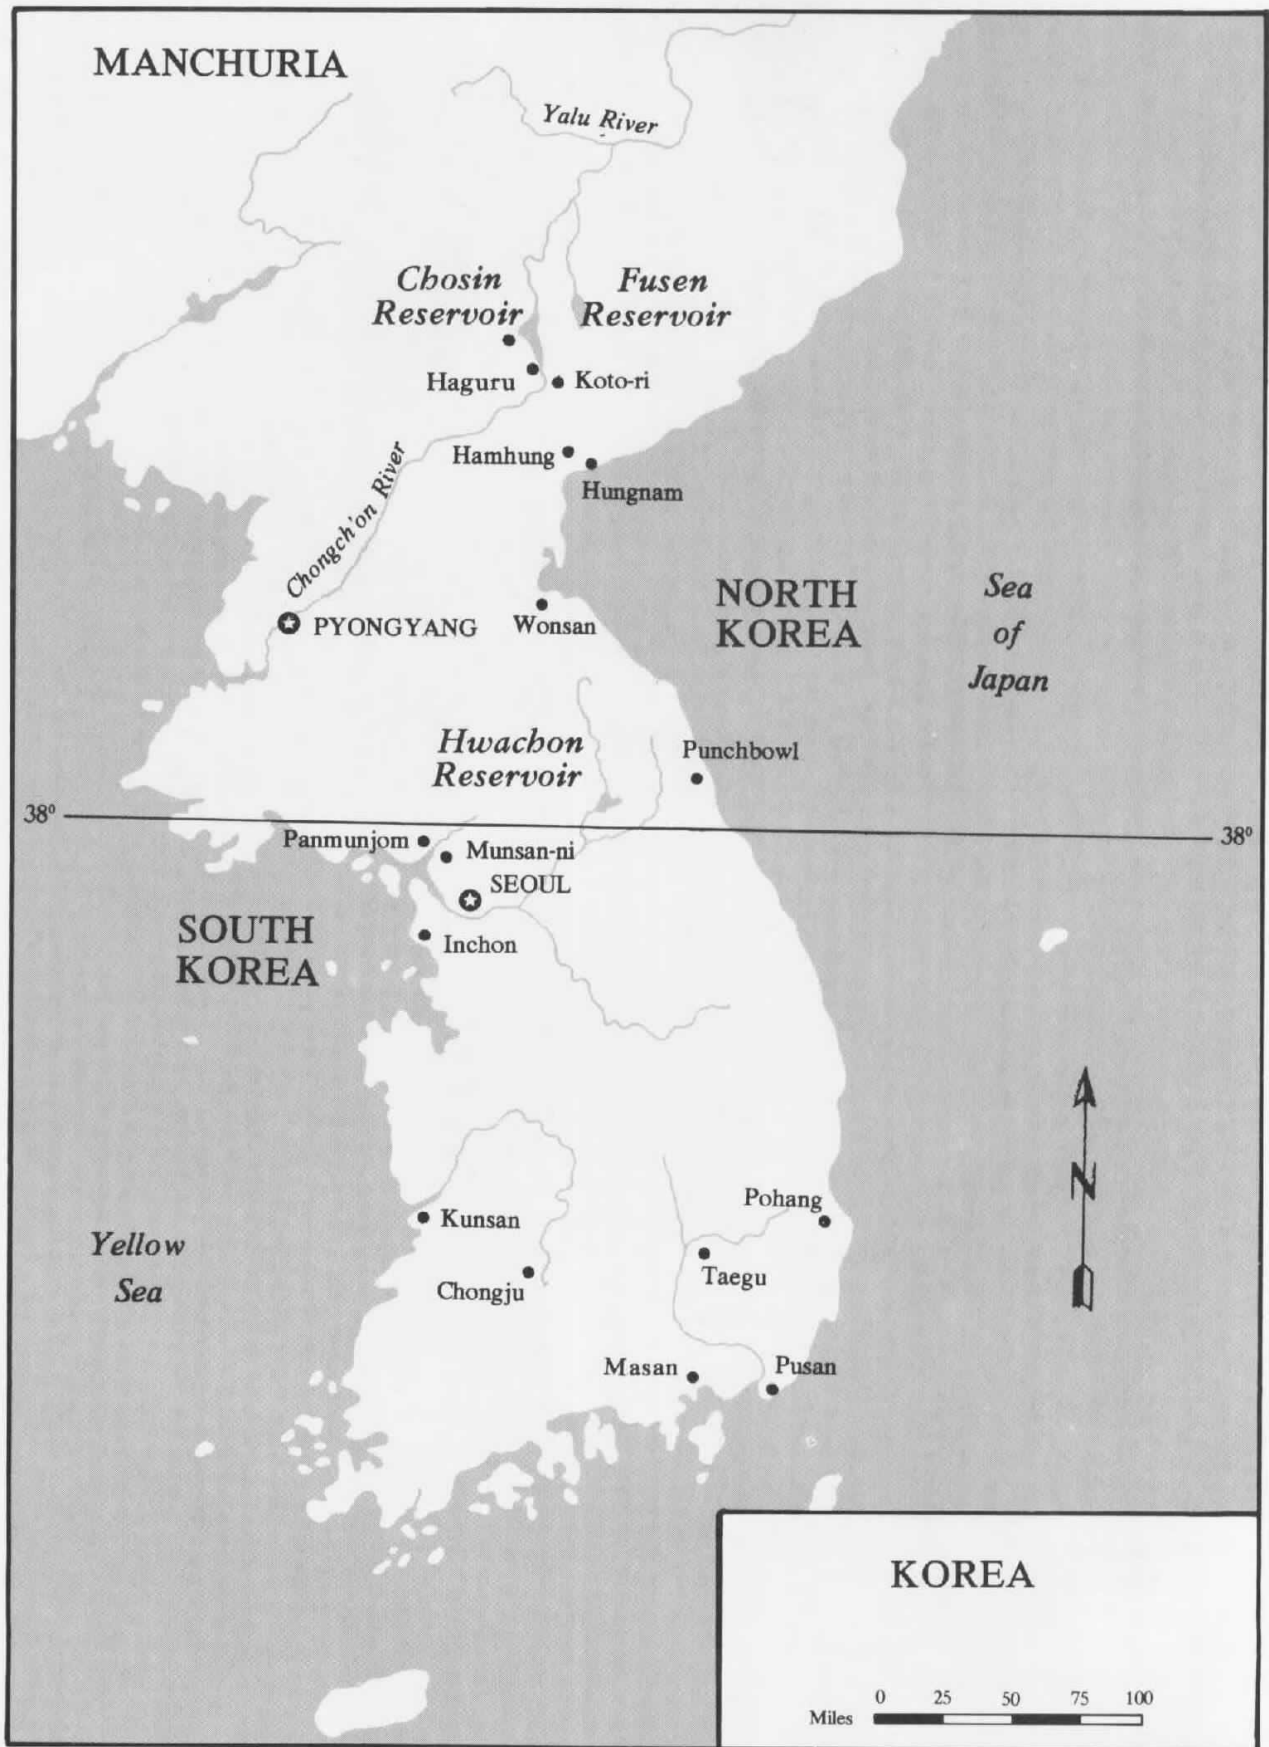 MANCHURIA
Yalu River
Chosin
Reservoir
Fusen
Reservoir
Haguru
Koto-ri
Hamhung
Hungnam
Chongch'on River
PYONGYANG
Wonsan
NORTH
KOREA
Sea
of
Japan
Hwachon
Reservoir
Punchbowl
38⁰
38⁰
Panmunjom
Munsan-ni
SEOUL
Inchon
SOUTH
KOREA
N
Yellow
Sea
Kunsan
Chongju
Pohang
Taegu
Masan
Pusan
KOREA
0 25 50 75 100
Miles